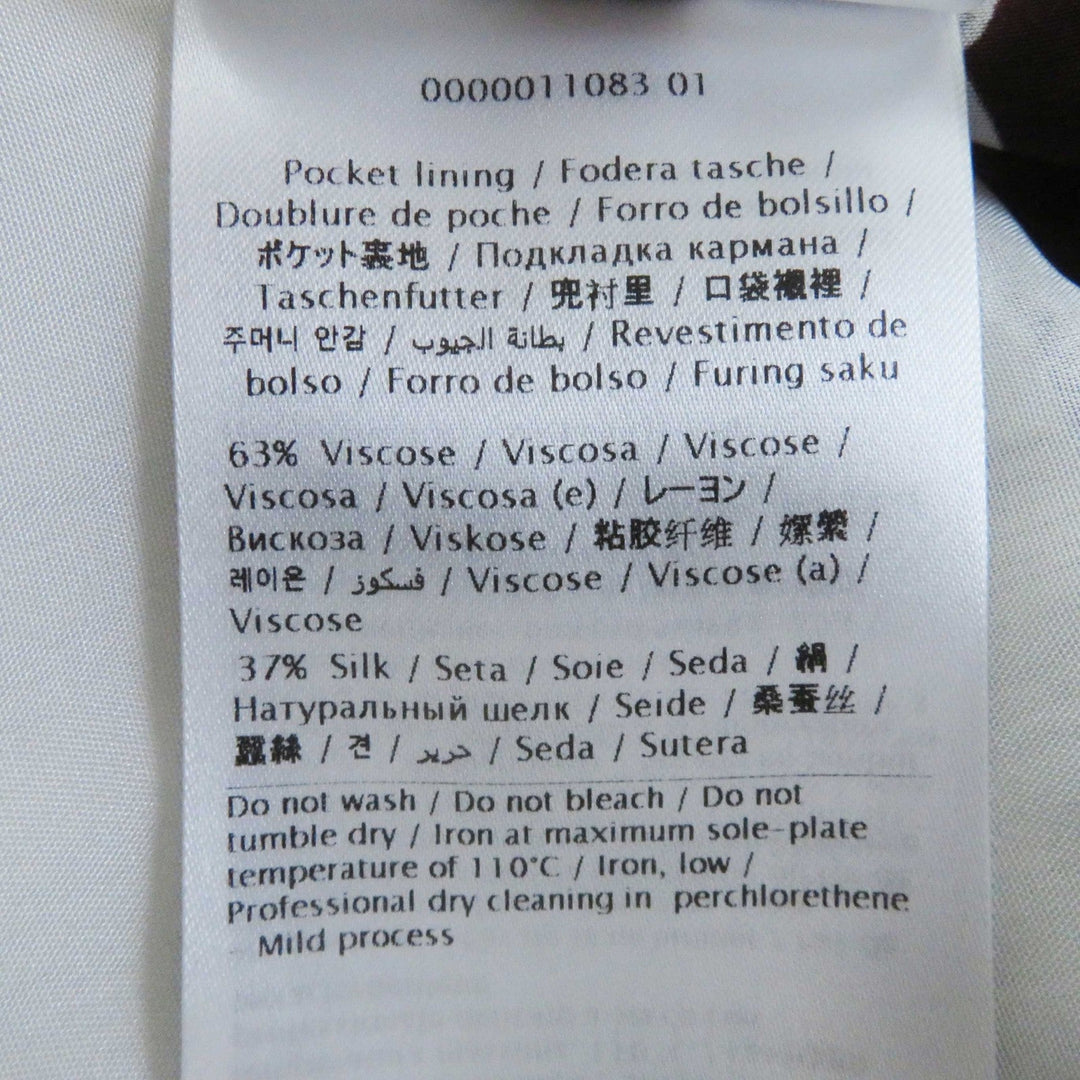 0000011083 01
Pocket lining / Fodera tasche /
Doublure de poche / Forro de bolsillo /
ポケット裏地 / Подкладка кармана /
Taschenfutter / 兜衬里 / 口袋襯裡 /
주머니 안감 / بطانة الجيوب / Revestimento de
bolso / Forro de bolso / Furing saku
63% Viscose / Viscosa / Viscose /
Viscosa / Viscosa (e) / レーヨン /
Вискоза / Viskose / 粘胶纤维 / 嫘縈 /
레이온 / فسكوز / Viscose / Viscose (a) /
Viscose
37% Silk / Seta / Soie / Seda / 絹 /
Натуральный шелк / Seide / 桑蚕丝 /
蠶絲 / 견 / حرير / Seda / Sutera
Do not wash / Do not bleach / Do not
tumble dry / Iron at maximum sole-plate
temperature of 110°C / Iron, low /
Professional dry cleaning in perchlorethene
- Mild process